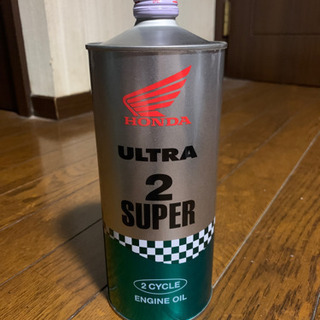 HONDA
ULTRA
2
SUPER
2 CYCLE
ENGINE OIL